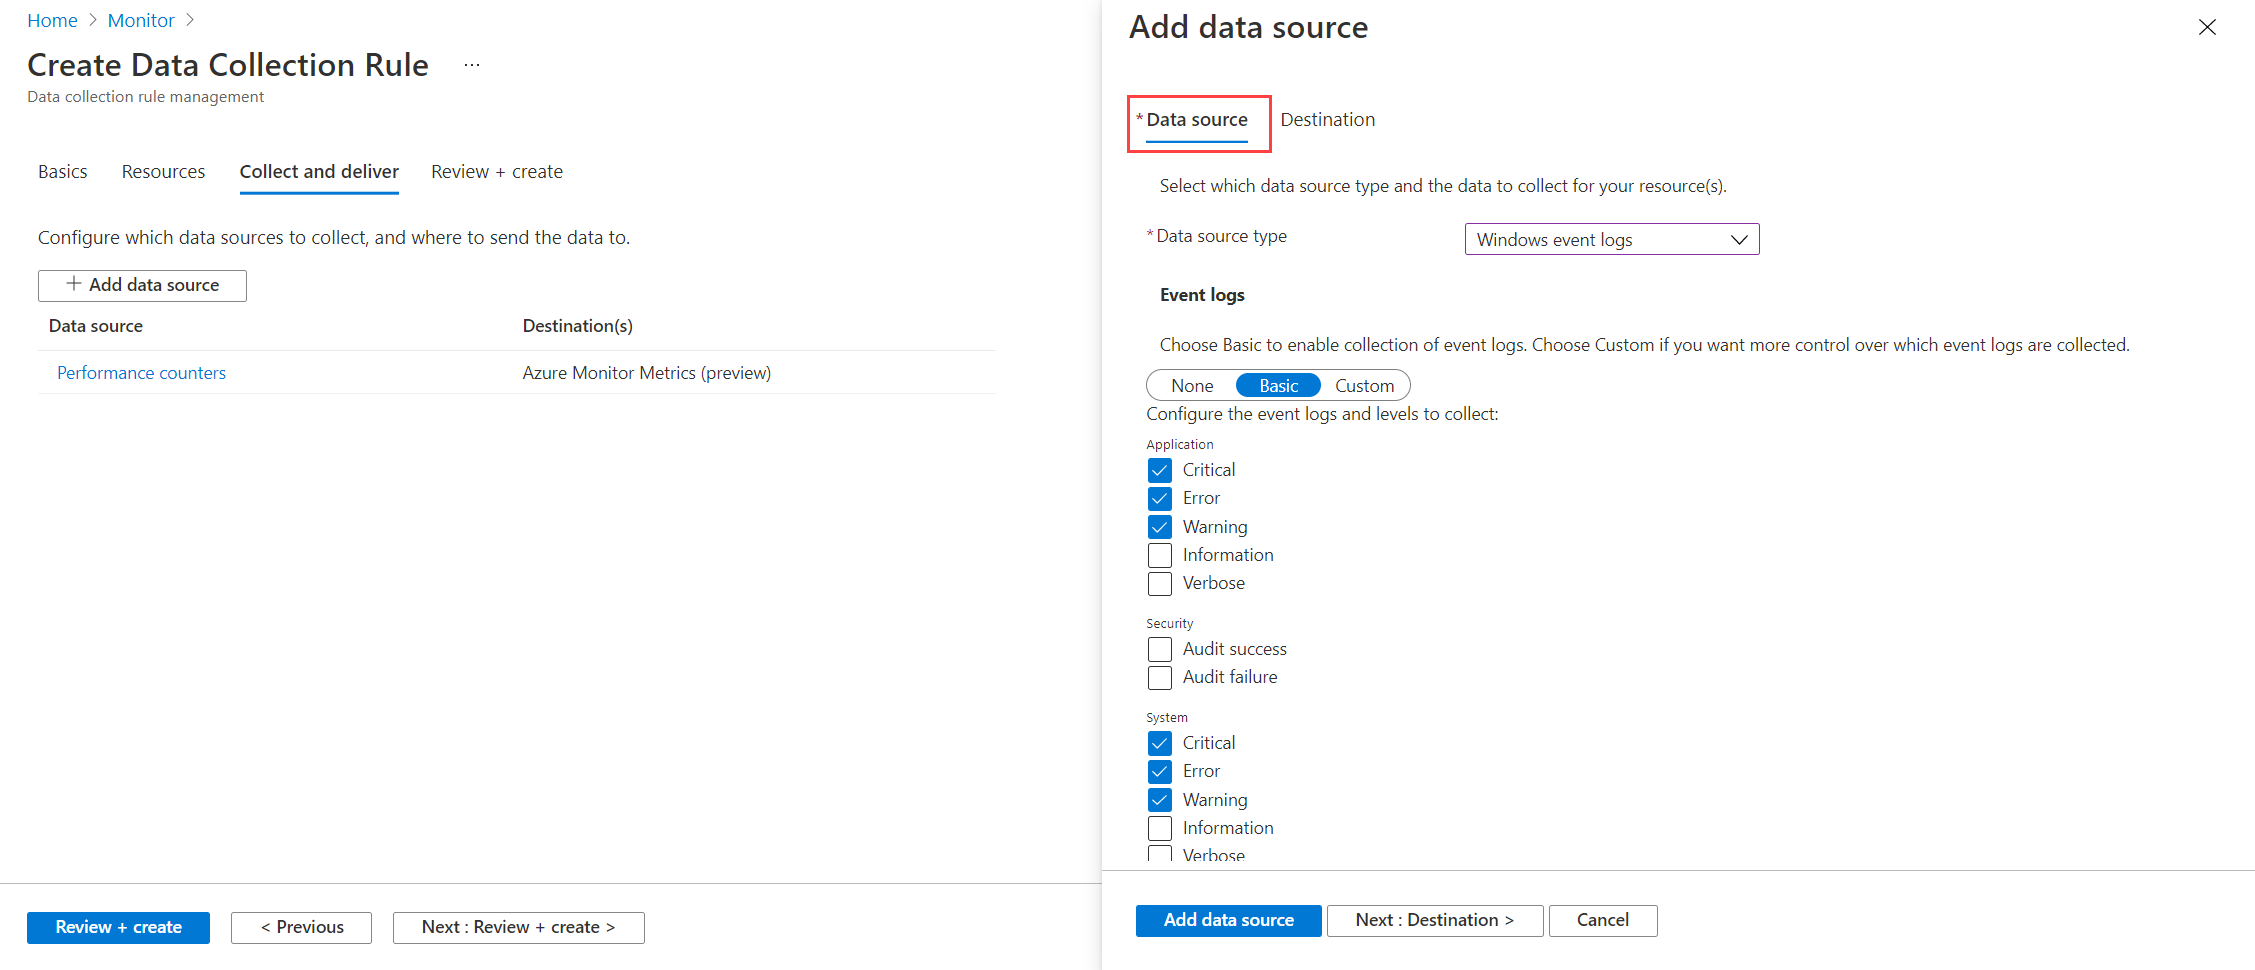 Home > Monitor >
Create Data Collection Rule ...
Data collection rule management
Basics Resources Collect and deliver Review + create
Configure which data sources to collect, and where to send the data to.
+ Add data source
Data source Destination(s)
Performance counters Azure Monitor Metrics (preview)
Review + create < Previous Next : Review + create >
Add data source
* Data source Destination
Select which data source type and the data to collect for your resource(s).
* Data source type Windows event logs
Event logs
Choose Basic to enable collection of event logs. Choose Custom if you want more control over which event logs are collected.
None Basic Custom
Configure the event logs and levels to collect:
Application
Critical
Error
Warning
Information
Verbose
Security
Audit success
Audit failure
System
Critical
Error
Warning
Information
Verbose
Add data source Next : Destination > Cancel